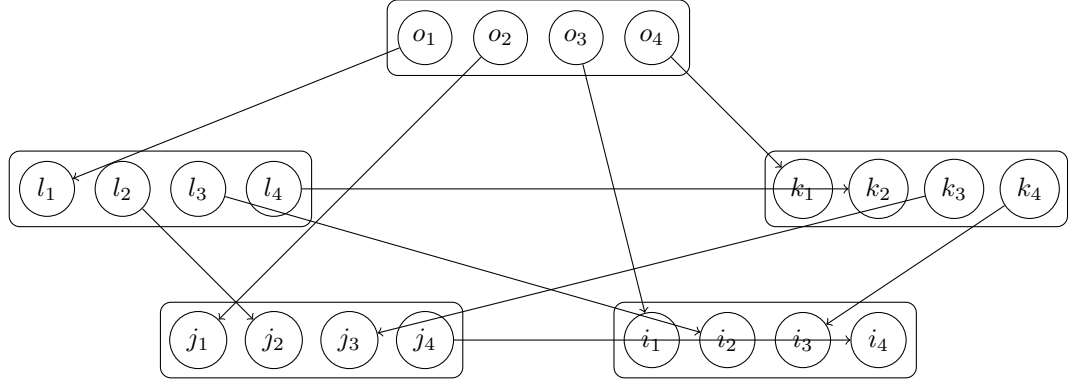 o₁ o₂ o₃ o₄
l₁ l₂ l₃ l₄ k₁ k₂ k₃ k₄
j₁ j₂ j₃ j₄ i₁ i₂ i₃ i₄